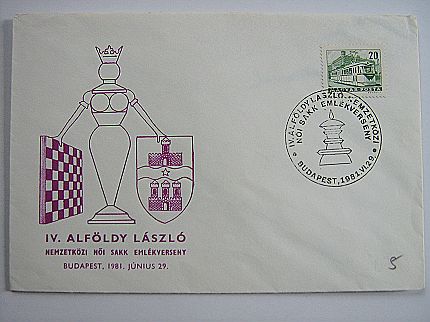 20
MAGYAR POSTA
IV. ALFÖLDY LÁSZLÓ NEMZETKÖZI
NŐI SAKK EMLÉKVERSENY
BUDAPEST, 1981.VI.29.
IV. ALFÖLDY LÁSZLÓ
NEMZETKÖZI NŐI SAKK EMLÉKVERSENY
BUDAPEST, 1981. JÚNIUS 29.
5